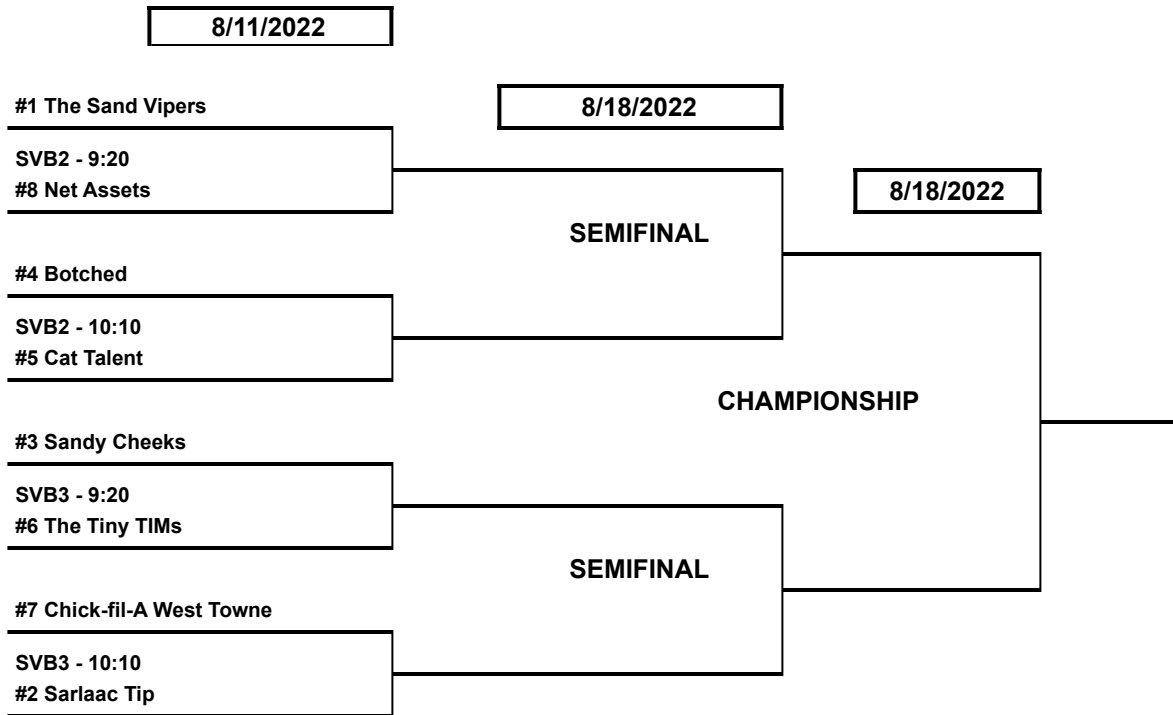 8/11/2022
#1 The Sand Vipers
8/18/2022
SVB2 - 9:20
#8 Net Assets
8/18/2022
SEMIFINAL
#4 Botched
SVB2 - 10:10
#5 Cat Talent
CHAMPIONSHIP
#3 Sandy Cheeks
SVB3 - 9:20
#6 The Tiny TIMs
SEMIFINAL
#7 Chick-fil-A West Towne
SVB3 - 10:10
#2 Sarlaac Tip